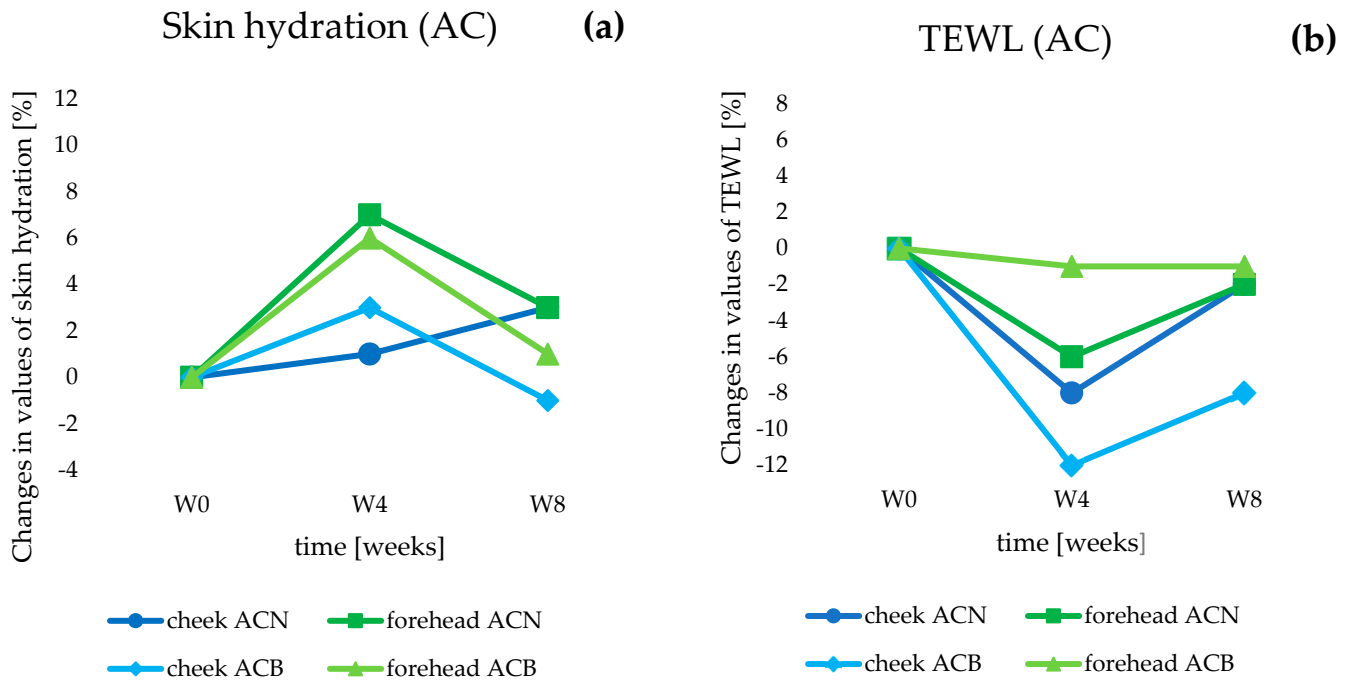 Skin hydration (AC)
(a)
Changes in values of skin hydration [%]
12
10
8
6
4
2
0
-2
-4
W0
W4
W8
time [weeks]
cheek ACN
forehead ACN
cheek ACB
forehead ACB
TEWL (AC)
(b)
Changes in values of TEWL [%]
8
6
4
2
0
-2
-4
-6
-8
-10
-12
W0
W4
W8
time [weeks]
cheek ACN
forehead ACN
cheek ACB
forehead ACB